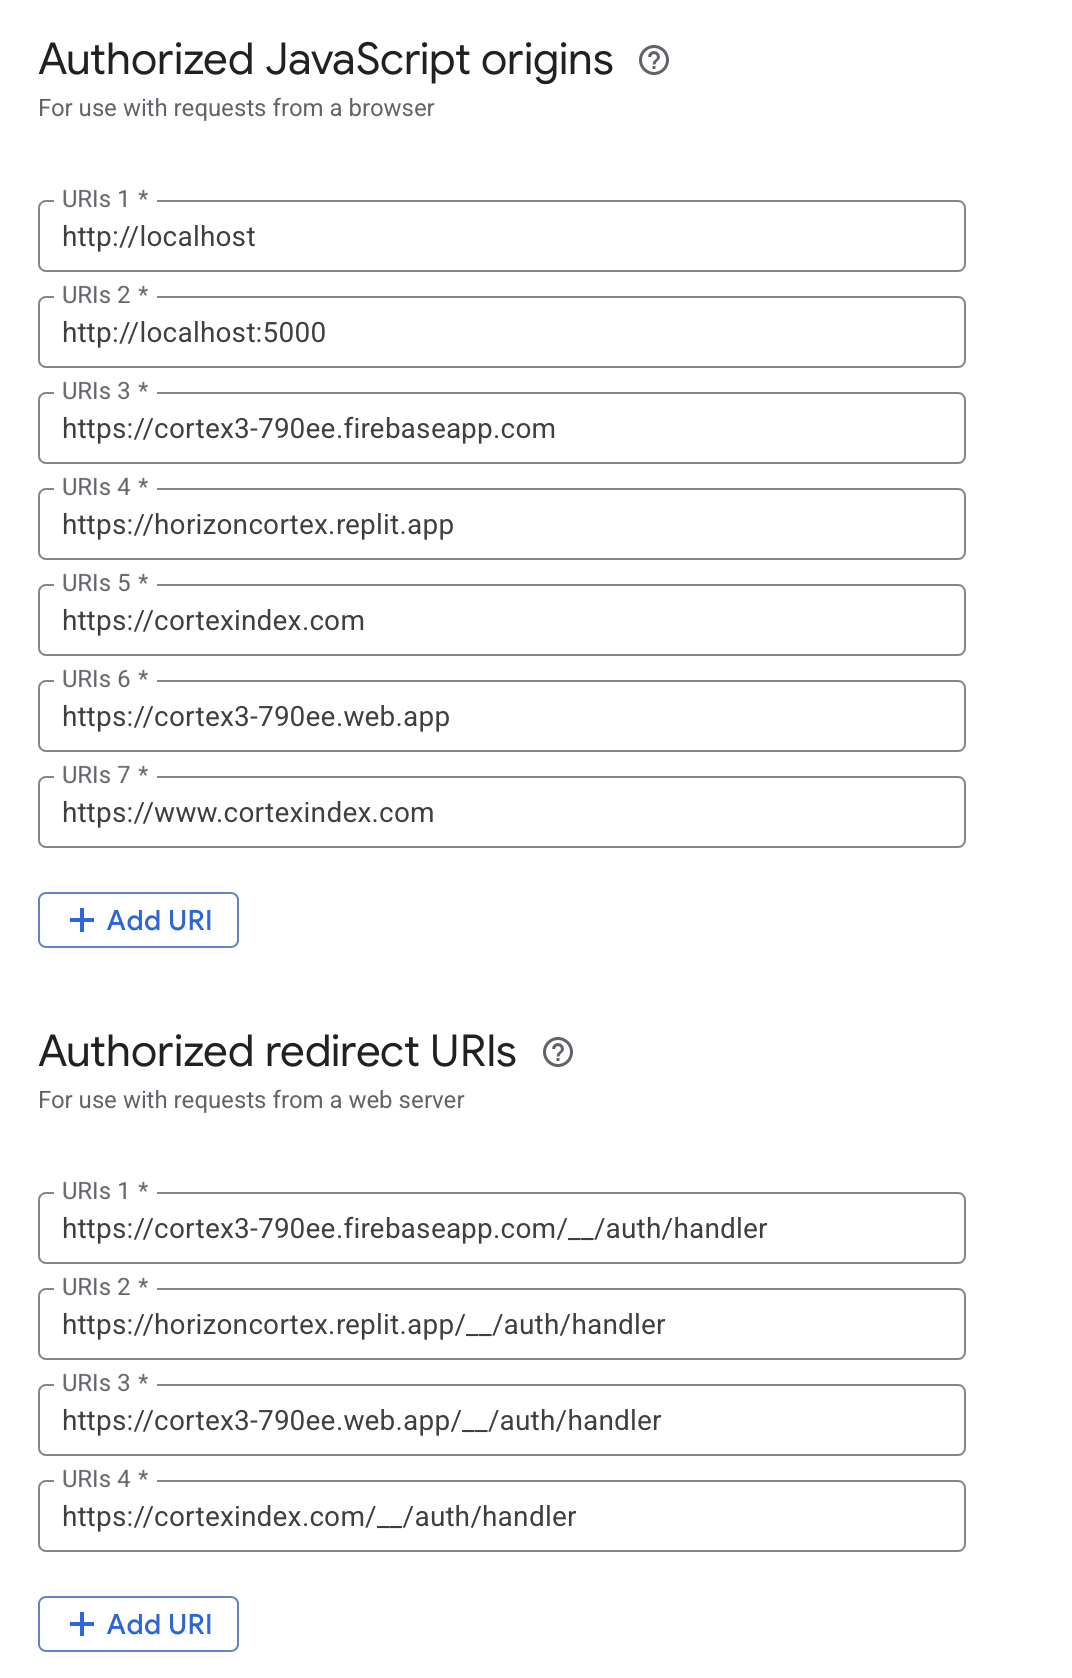 Authorized JavaScript origins
For use with requests from a browser
URIs 1 *
http://localhost
URIs 2 *
http://localhost:5000
URIs 3 *
https://cortex3-790ee.firebaseapp.com
URIs 4 *
https://horizoncortex.replit.app
URIs 5 *
https://cortexindex.com
URIs 6 *
https://cortex3-790ee.web.app
URIs 7 *
https://www.cortexindex.com
+ Add URI
Authorized redirect URIs
For use with requests from a web server
URIs 1 *
https://cortex3-790ee.firebaseapp.com/__/auth/handler
URIs 2 *
https://horizoncortex.replit.app/__/auth/handler
URIs 3 *
https://cortex3-790ee.web.app/__/auth/handler
URIs 4 *
https://cortexindex.com/__/auth/handler
+ Add URI